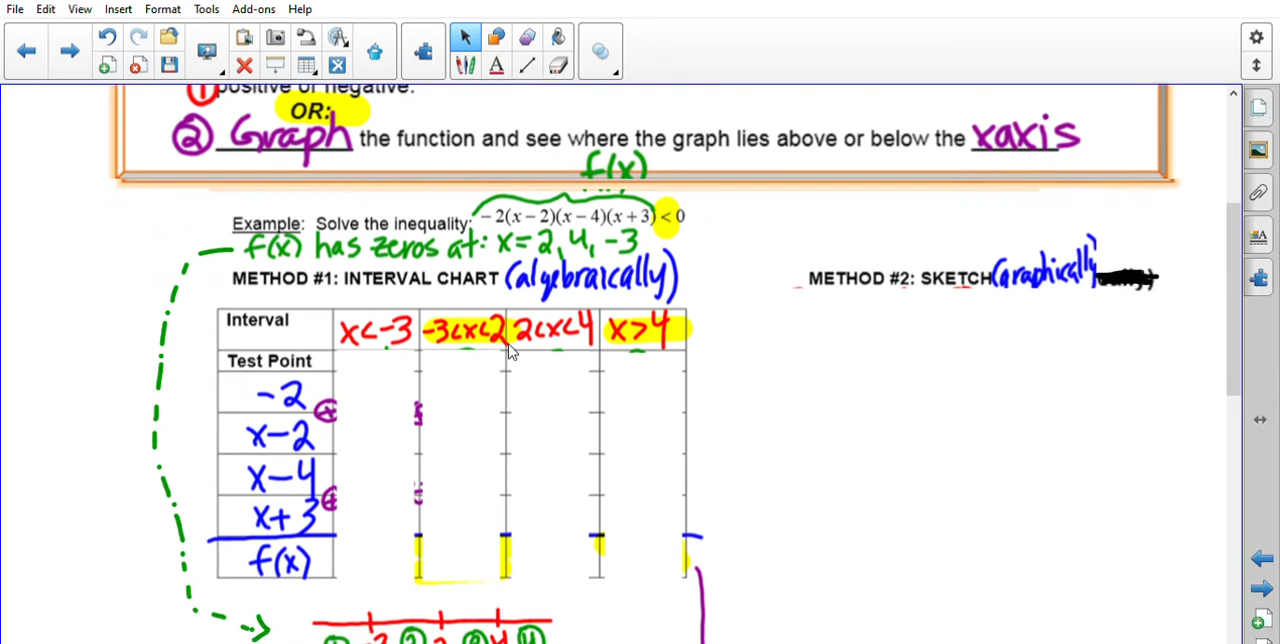 File Edit View Insert Format Tools Add-ons Help
① positive or negative.
OR:
② Graph the function and see where the graph lies above or below the xaxis
f(x)
Example: Solve the inequality: −2(x−2)(x−4)(x+3) < 0
f(x) has zeros at: x = 2, 4, -3
METHOD #1: INTERVAL CHART (algebraically)
METHOD #2: SKETCH (graphically)
Interval x<-3 -3<x<2 2<x<4 x>4
Test Point
-2
x-2
x-4
x+3
f(x)